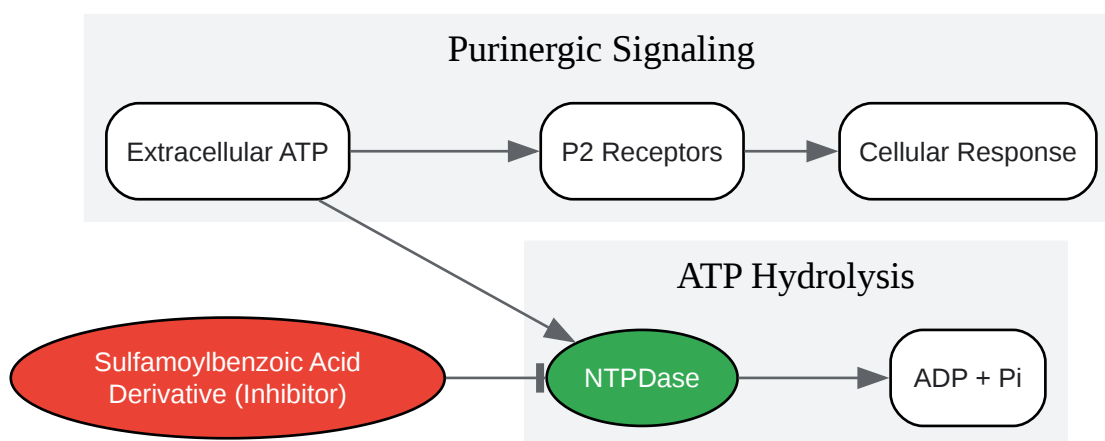 Purinergic Signaling
Extracellular ATP
P2 Receptors
Cellular Response
ATP Hydrolysis
Sulfamoylbenzoic Acid
Derivative (Inhibitor)
NTPDase
ADP + Pi